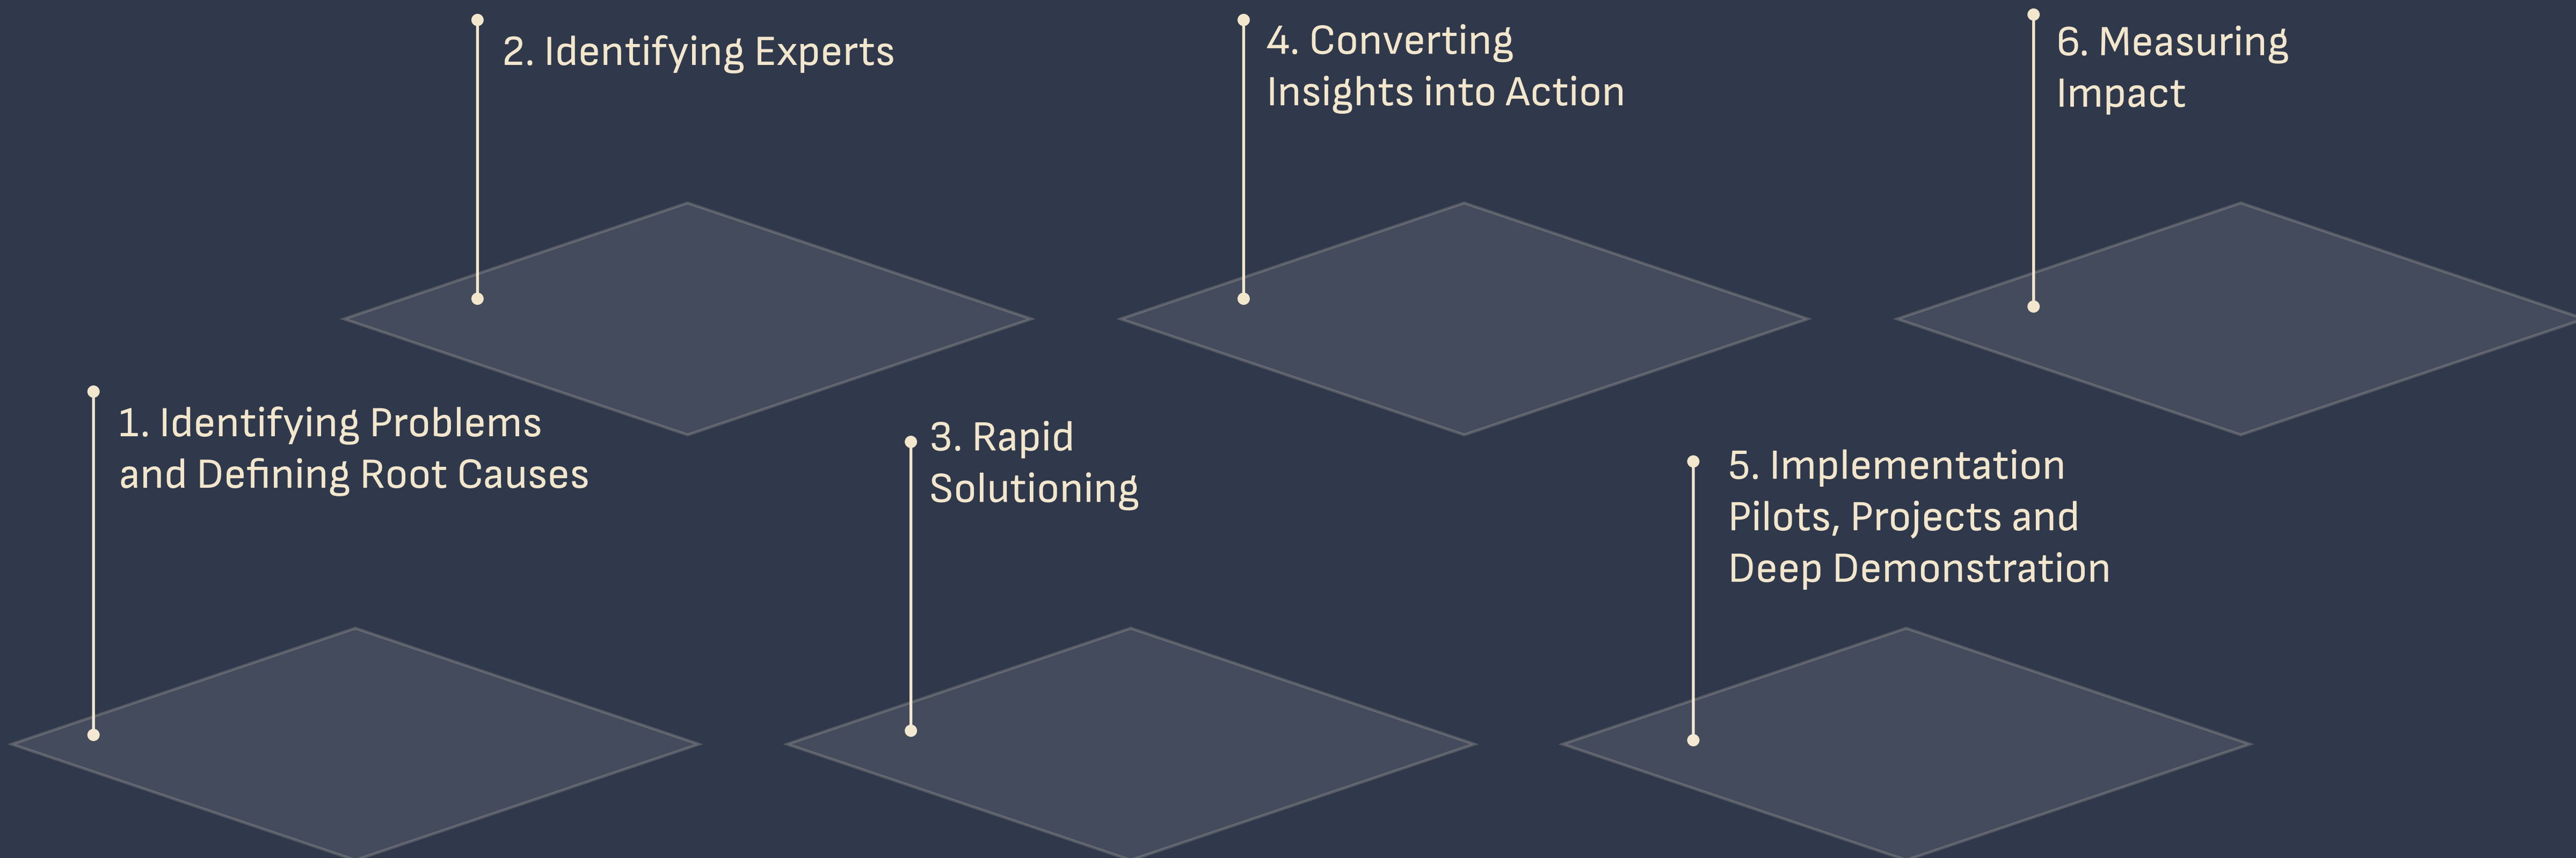 1. Identifying Problems
and Defining Root Causes
2. Identifying Experts
3. Rapid
Solutioning
4. Converting
Insights into Action
5. Implementation
Pilots, Projects and
Deep Demonstration
6. Measuring
Impact